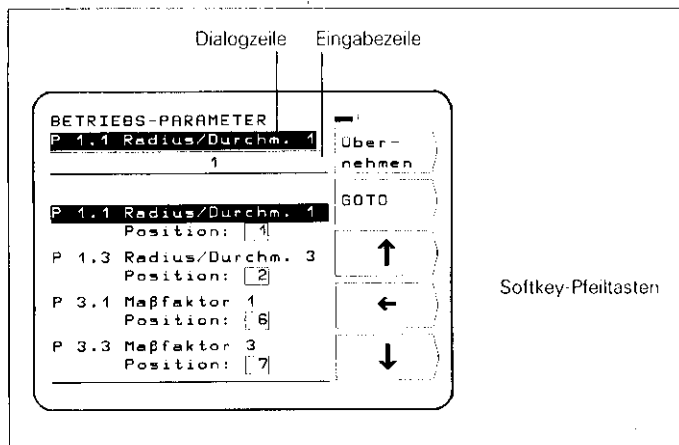 Dialogzeile Eingabezeile
BETRIEBS-PARAMETER
P 1.1 Radius/Durchm. 1
1
P 1.1 Radius/Durchm. 1
Position: 1
P 1.3 Radius/Durchm. 3
Position: 2
P 3.1 Maßfaktor 1
Position: 6
P 3.3 Maßfaktor 3
Position: 7
Über-
nehmen
GOTO
↑
←
↓
Softkey-Pfeiltasten